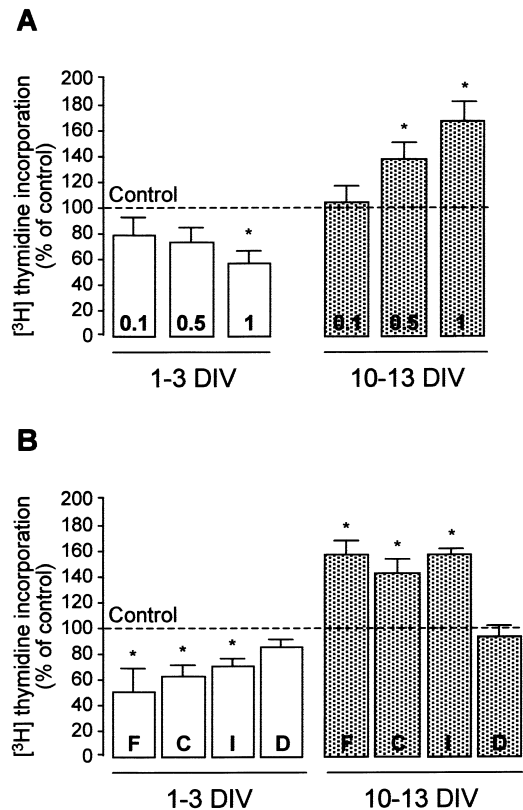 A
[³H] thymidine incorporation
(% of control)
200
180
160
140
120
100
80
60
40
20
0
Control
*
*
*
0.1
0.5
1
0.1
0.5
1
1-3 DIV
10-13 DIV
B
[³H] thymidine incorporation
(% of control)
200
180
160
140
120
100
80
60
40
20
0
Control
*
*
*
*
*
*
F
C
I
D
F
C
I
D
1-3 DIV
10-13 DIV